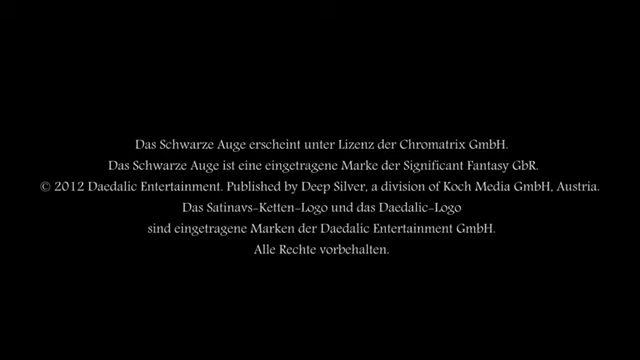 Das Schwarze Auge erscheint unter Lizenz der Chromatrix GmbH.
Das Schwarze Auge ist eine eingetragene Marke der Significant Fantasy GbR.
© 2012 Daedalic Entertainment. Published by Deep Silver, a division of Koch Media GmbH, Austria.
Das Satinavs-Ketten-Logo und das Daedalic-Logo
sind eingetragene Marken der Daedalic Entertainment GmbH.
Alle Rechte vorbehalten.